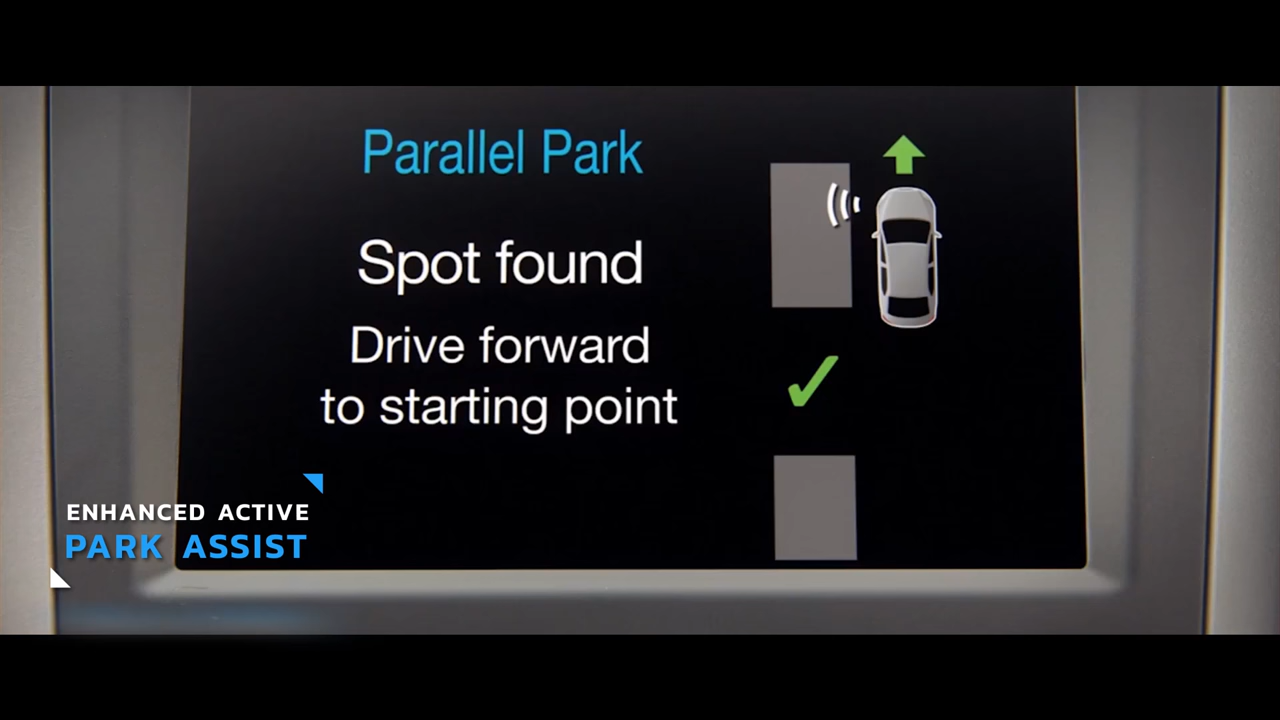 Parallel Park
Spot found
Drive forward
to starting point
ENHANCED ACTIVE
PARK ASSIST